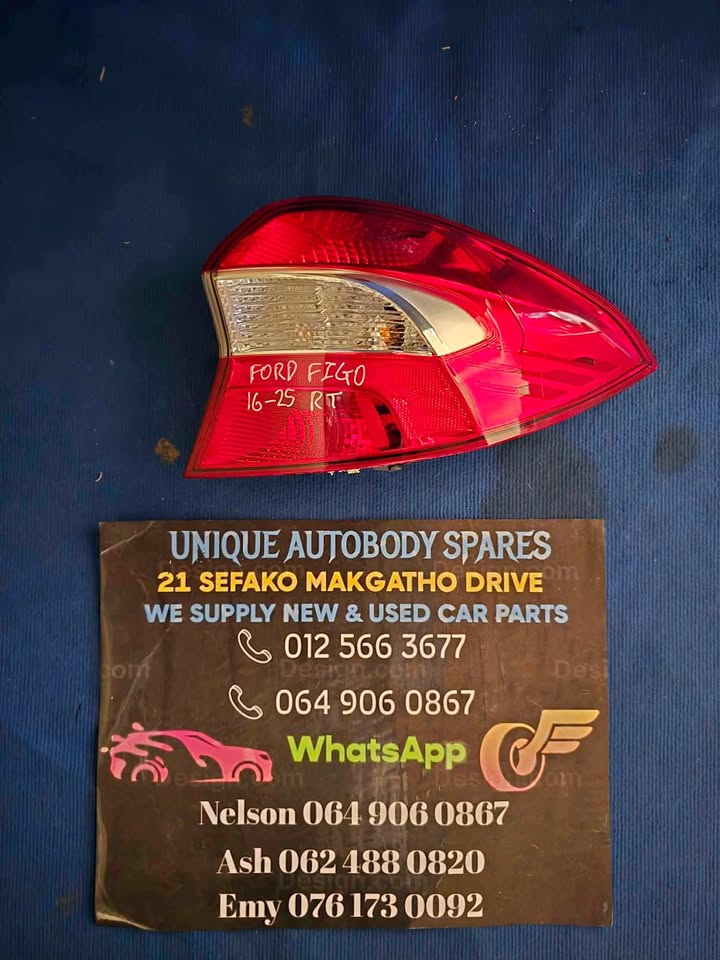 FORD FIGO
16-25 RT
UNIQUE AUTOBODY SPARES
21 SEFAKO MAKGATHO DRIVE
WE SUPPLY NEW & USED CAR PARTS
012 566 3677
064 906 0867
WhatsApp
Nelson 064 906 0867
Ash 062 488 0820
Emy 076 173 0092